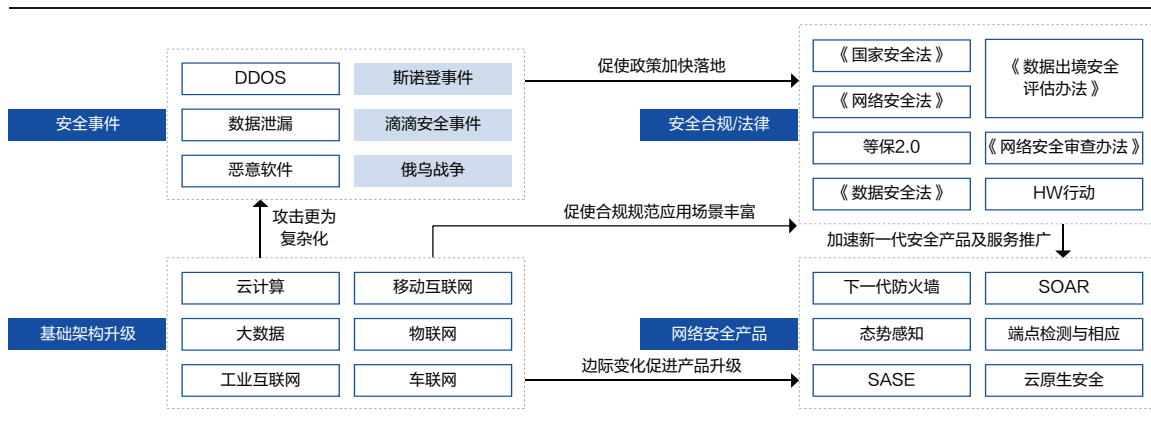 安全事件
DDOS
斯诺登事件
数据泄漏
滴滴安全事件
恶意软件
俄乌战争
促使政策加快落地
安全合规/法律
《国家安全法》
《数据出境安全
评估办法》
《网络安全法》
等保2.0
《网络安全审查办法》
《数据安全法》
HW行动
攻击更为
复杂化
促使合规规范应用场景丰富
加速新一代安全产品及服务推广
基础架构升级
云计算
移动互联网
大数据
物联网
工业互联网
车联网
边际变化促进产品升级
网络安全产品
下一代防火墙
SOAR
态势感知
端点检测与相应
SASE
云原生安全